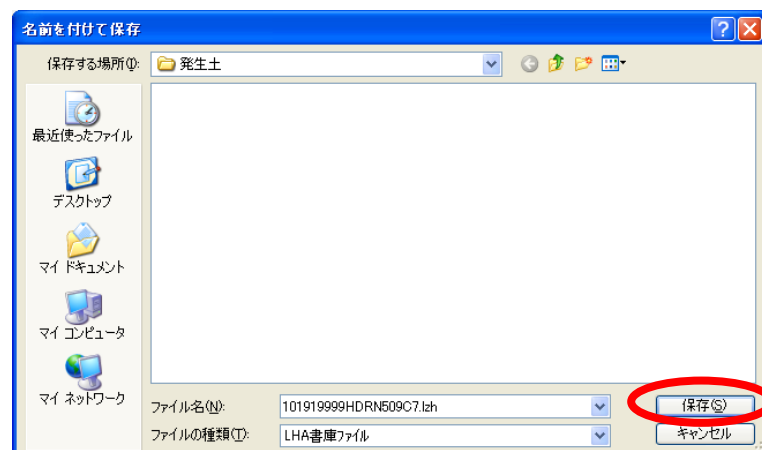 名前を付けて保存
保存する場所(I):
発生土
最近使ったファイル
デスクトップ
マイ ドキュメント
マイ コンピュータ
マイ ネットワーク
ファイル名(N):
101919999HDRN509C7.lzh
保存(S)
ファイルの種類(T):
LHA書庫ファイル
キャンセル